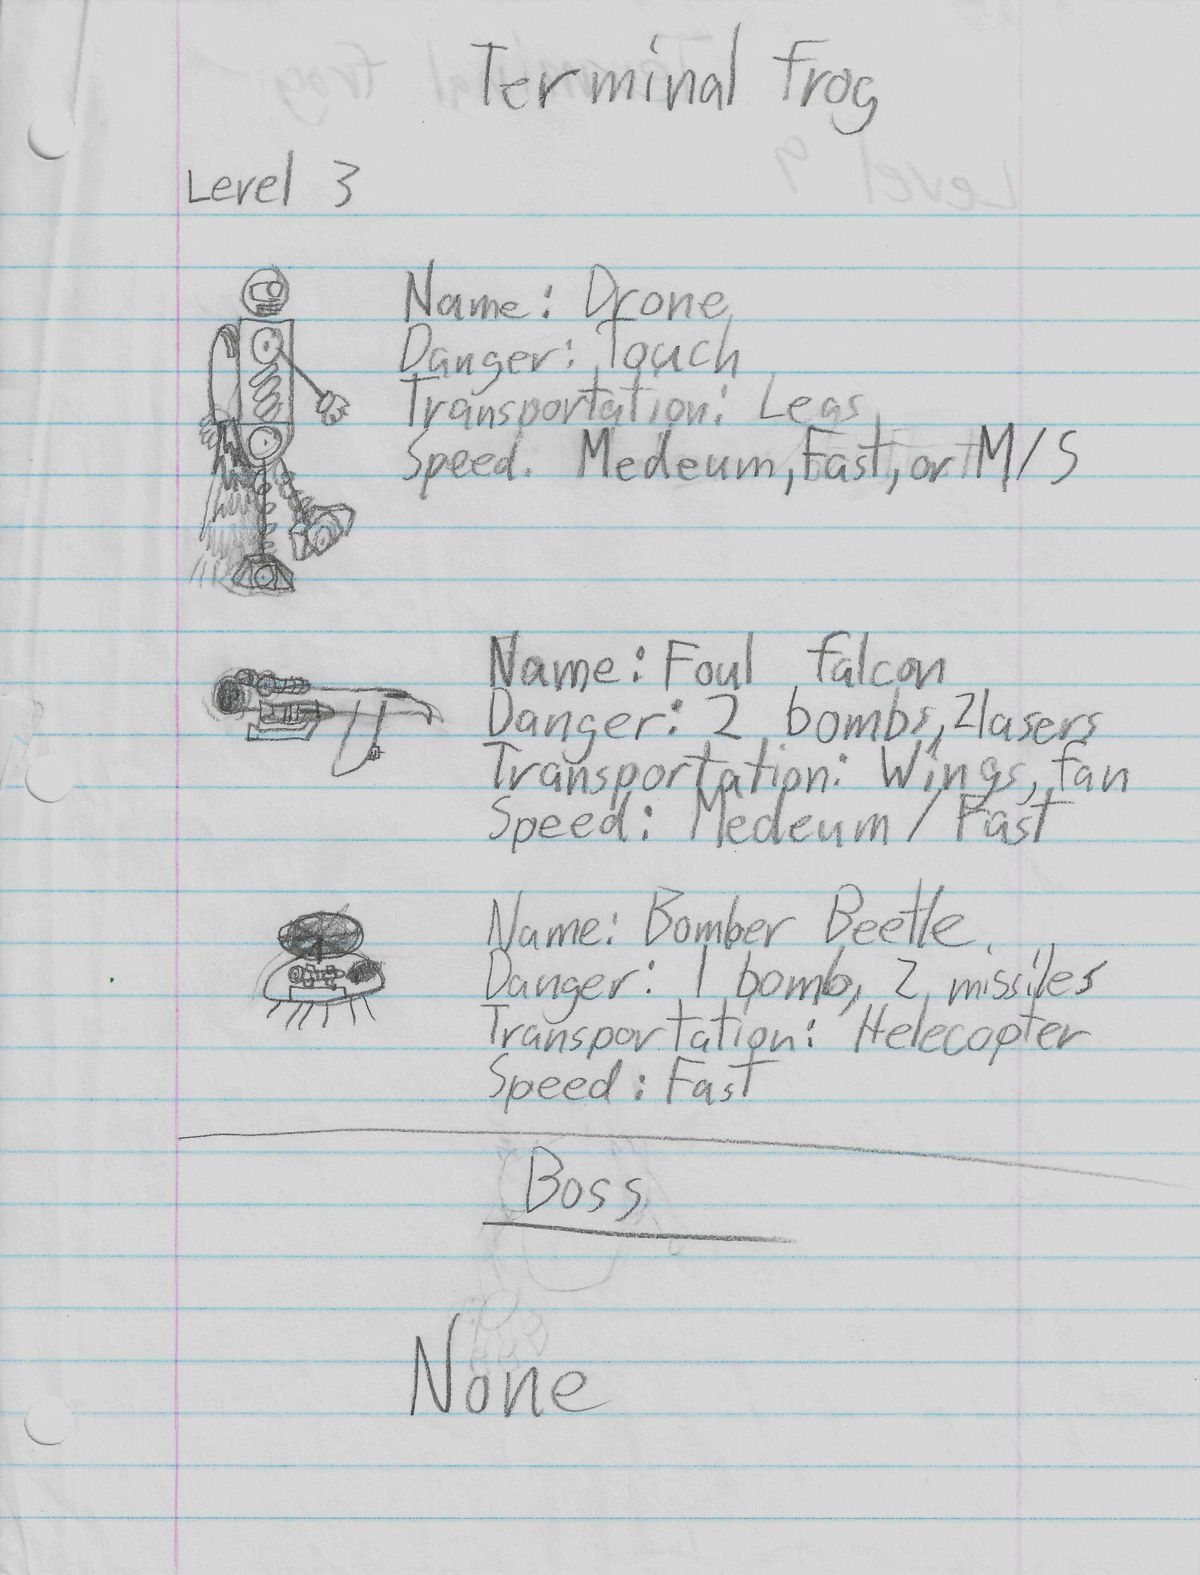 Terminal frog
Level 3
Name: Drone
Danger: Touch
Transportation: Legs
Speed. Medeum, Fast, or M/S
Name: Foul falcon
Danger: 2 bombs, 2 lasers
Transportation: Wings, fan
Speed: Medeum / Fast
Name: Bomber Beetle
Danger: 1 bomb, 2 missiles
Transportation: Helecopter
Speed: Fast
Boss
None